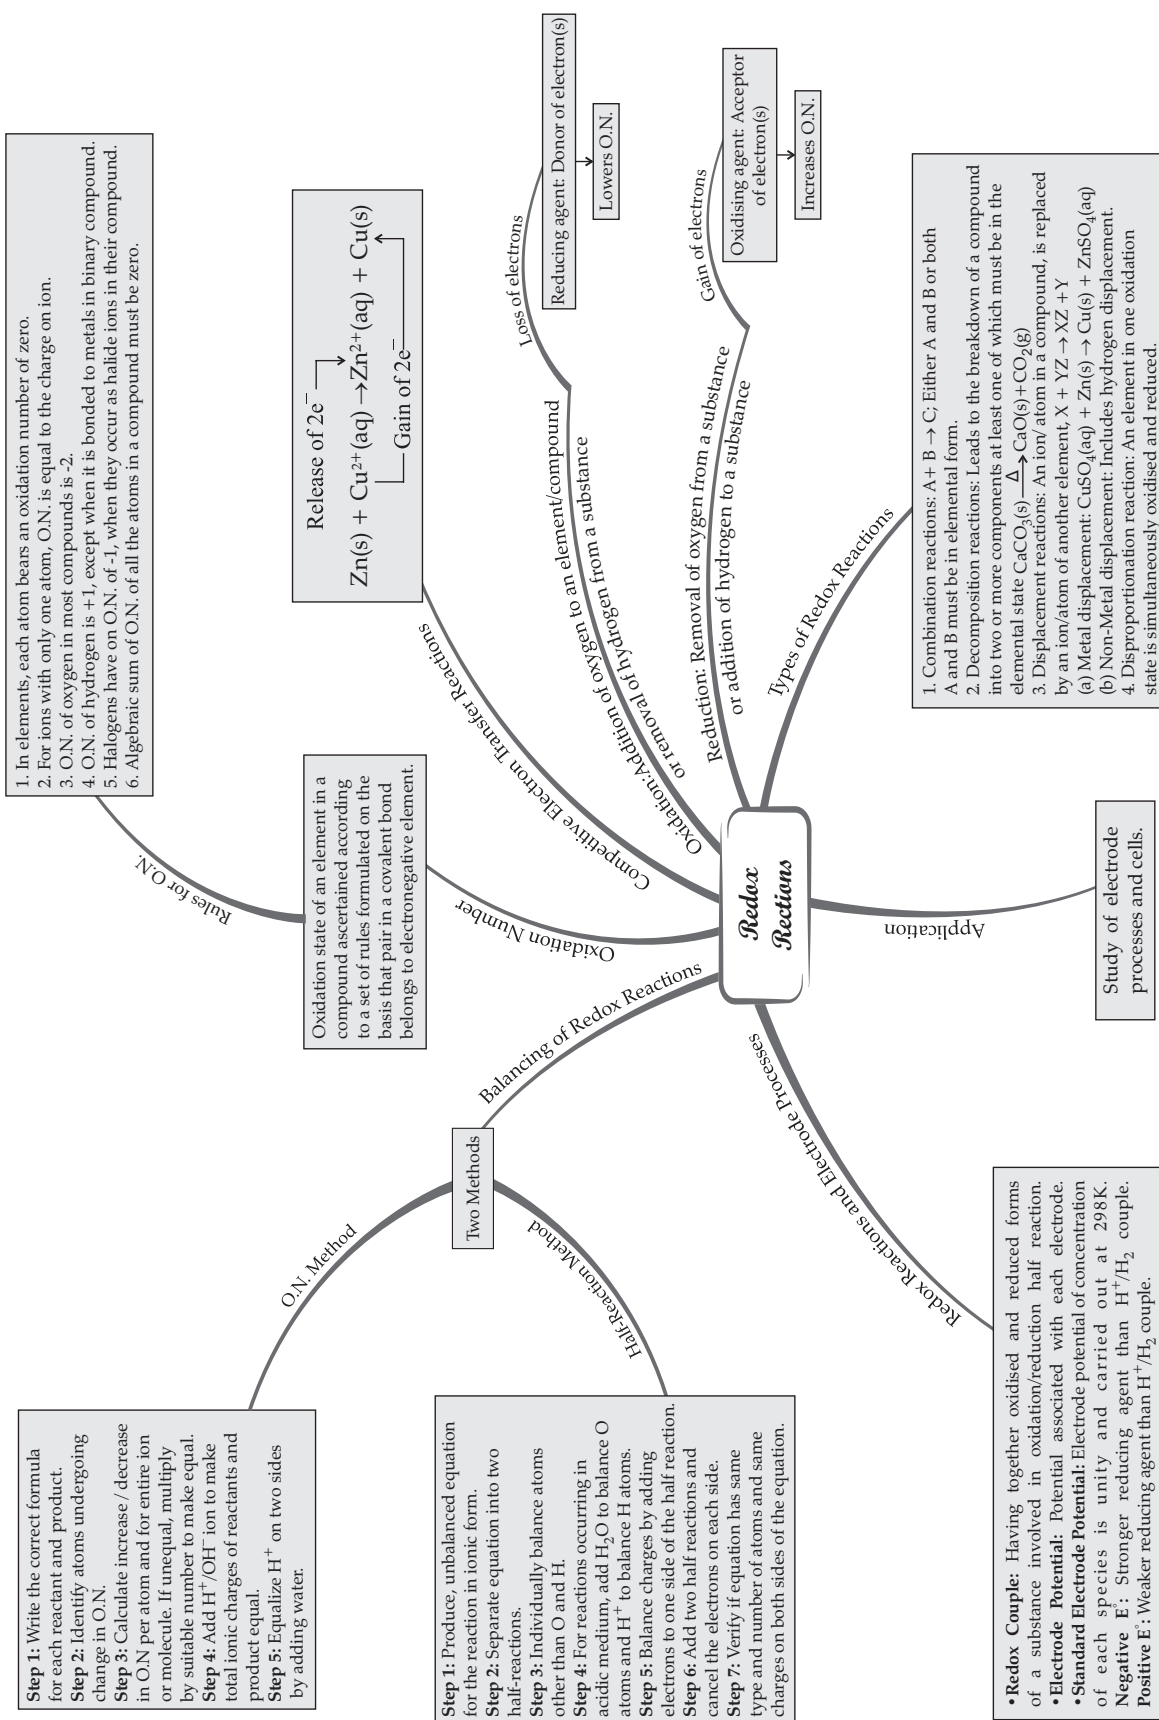 Redox
Rections
Rules for O.N.
1. In elements, each atom bears an oxidation number of zero.
2. For ions with only one atom, O.N. is equal to the charge on ion.
3. O.N. of oxygen in most compounds is -2.
4. O.N. of hydrogen is +1, except when it is bonded to metals in binary compound.
5. Halogens have on O.N. of -1, when they occur as halide ions in their compound.
6. Algebraic sum of O.N. of all the atoms in a compound must be zero.
Oxidation Number
Oxidation state of an element in a
compound ascertained according
to a set of rules formulated on the
basis that pair in a covalent bond
belongs to electronegative element.
Competitive Electron Transfer Reactions
Release of 2e⁻
Zn(s) + Cu²⁺(aq) →Zn²⁺(aq) + Cu(s)
Gain of 2e⁻
Oxidation:Addition of oxygen to an element/compound
or removal of hydrogen from a substance
Loss of electrons
Reducing agent: Donor of electron(s)
Lowers O.N.
Reduction: Removal of oxygen from a substance
or addition of hydrogen to a substance
Gain of electrons
Oxidising agent: Acceptor
of electron(s)
Increases O.N.
Types of Redox Reactions
1. Combination reactions: A+ B → C; Either A and B or both
A and B must be in elemental form.
2. Decomposition reactions: Leads to the breakdown of a compound
into two or more components at least one of which must be in the
elemental state CaCO₃(s) —Δ→ CaO(s)+CO₂(g)
3. Displacement reactions: An ion/ atom in a compound, is replaced
by an ion/atom of another element, X + YZ → XZ +Y
(a) Metal displacement: CuSO₄(aq) + Zn(s) → Cu(s) + ZnSO₄(aq)
(b) Non-Metal displacement: Includes hydrogen displacement.
4. Disproportionation reaction: An element in one oxidation
state is simultaneously oxidised and reduced.
Application
Study of electrode
processes and cells.
Redox Reactions and Electrode Processes
•Redox Couple: Having together oxidised and reduced forms
of a substance involved in oxidation/reduction half reaction.
•Electrode Potential: Potential associated with each electrode.
•Standard Electrode Potential: Electrode potential of concentration
of each species is unity and carried out at 298K.
Negative E°: Stronger reducing agent than H⁺/H₂ couple.
Positive E°: Weaker reducing agent than H⁺/H₂ couple.
Balancing of Redox Reactions
Two Methods
O.N. Method
Step 1: Write the correct formula
for each reactant and product.
Step 2: Identify atoms undergoing
change in O.N.
Step 3: Calculate increase / decrease
in O.N per atom and for entire ion
or molecule. If unequal, multiply
by suitable number to make equal.
Step 4: Add H⁺/OH⁻ ion to make
total ionic charges of reactants and
product equal.
Step 5: Equalize H⁺ on two sides
by adding water.
Half-Reaction Method
Step 1: Produce, unbalanced equation
for the reaction in ionic form.
Step 2: Separate equation into two
half-reactions.
Step 3: Individually balance atoms
other than O and H.
Step 4: For reactions occurring in
acidic medium, add H₂O to balance O
atoms and H⁺ to balance H atoms.
Step 5: Balance charges by adding
electrons to one side of the half reaction.
Step 6: Add two half reactions and
cancel the electrons on each side.
Step 7: Verify if equation has same
type and number of atoms and same
charges on both sides of the equation.